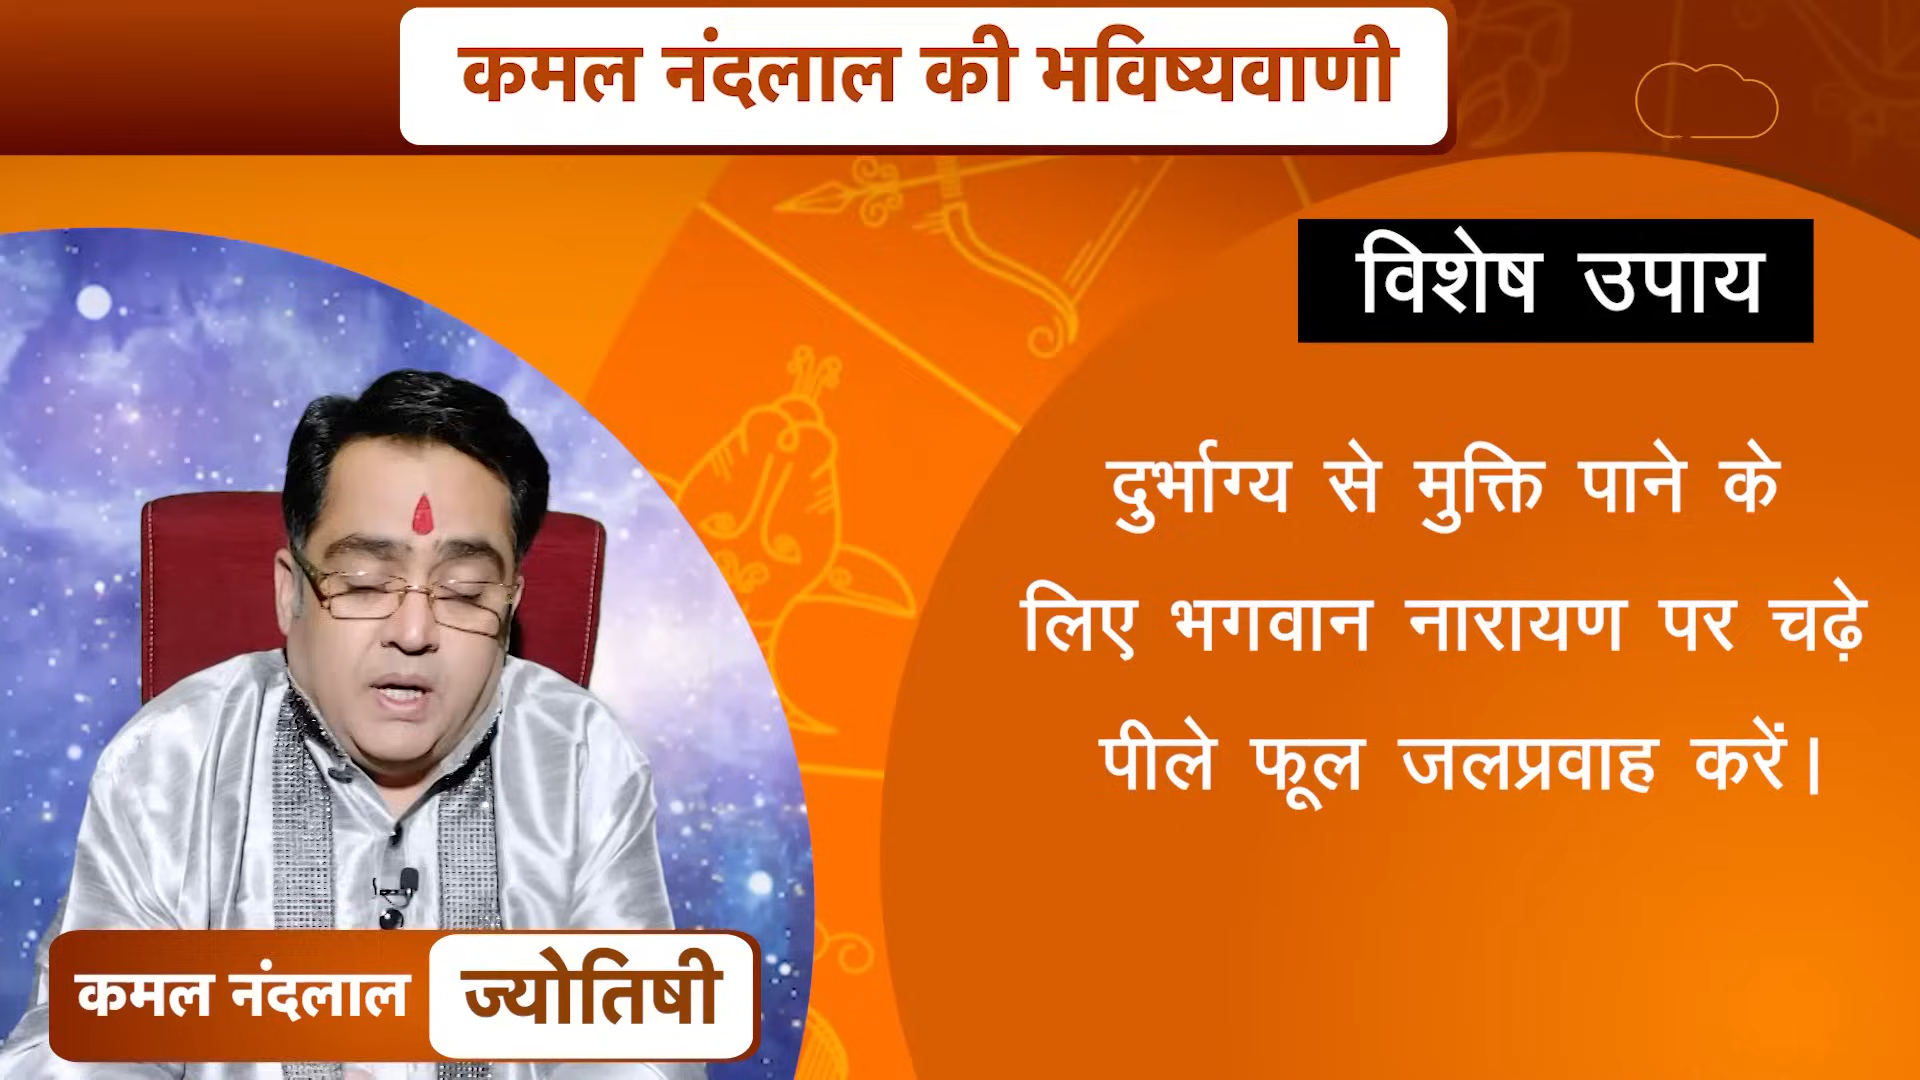 कमल नंदलाल की भविष्यवाणी
विशेष उपाय
दुर्भाग्य से मुक्ति पाने के
लिए भगवान नारायण पर चढ़े
पीले फूल जलप्रवाह करें।
कमल नंदलाल ज्योतिषी